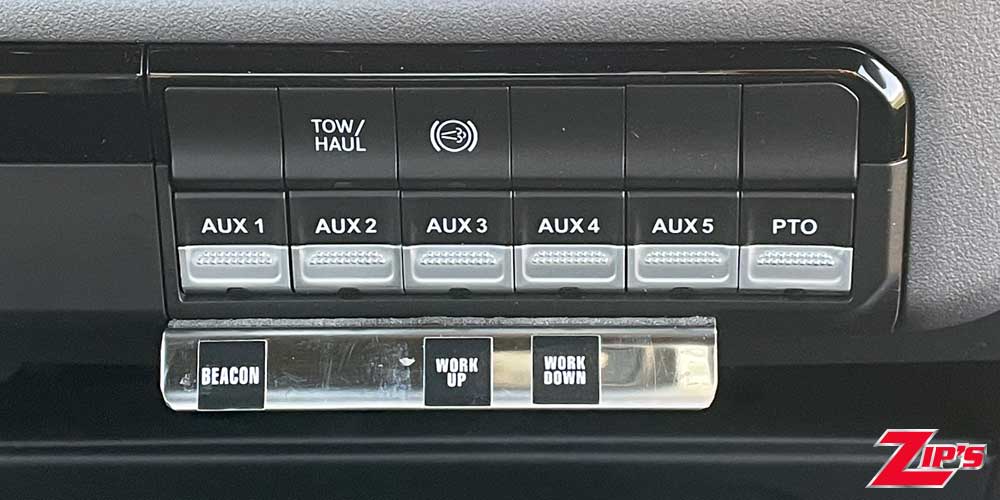 TOW/
HAUL
AUX 1 AUX 2 AUX 3 AUX 4 AUX 5 PTO
BEACON
WORK
UP
WORK
DOWN
ZIP'S